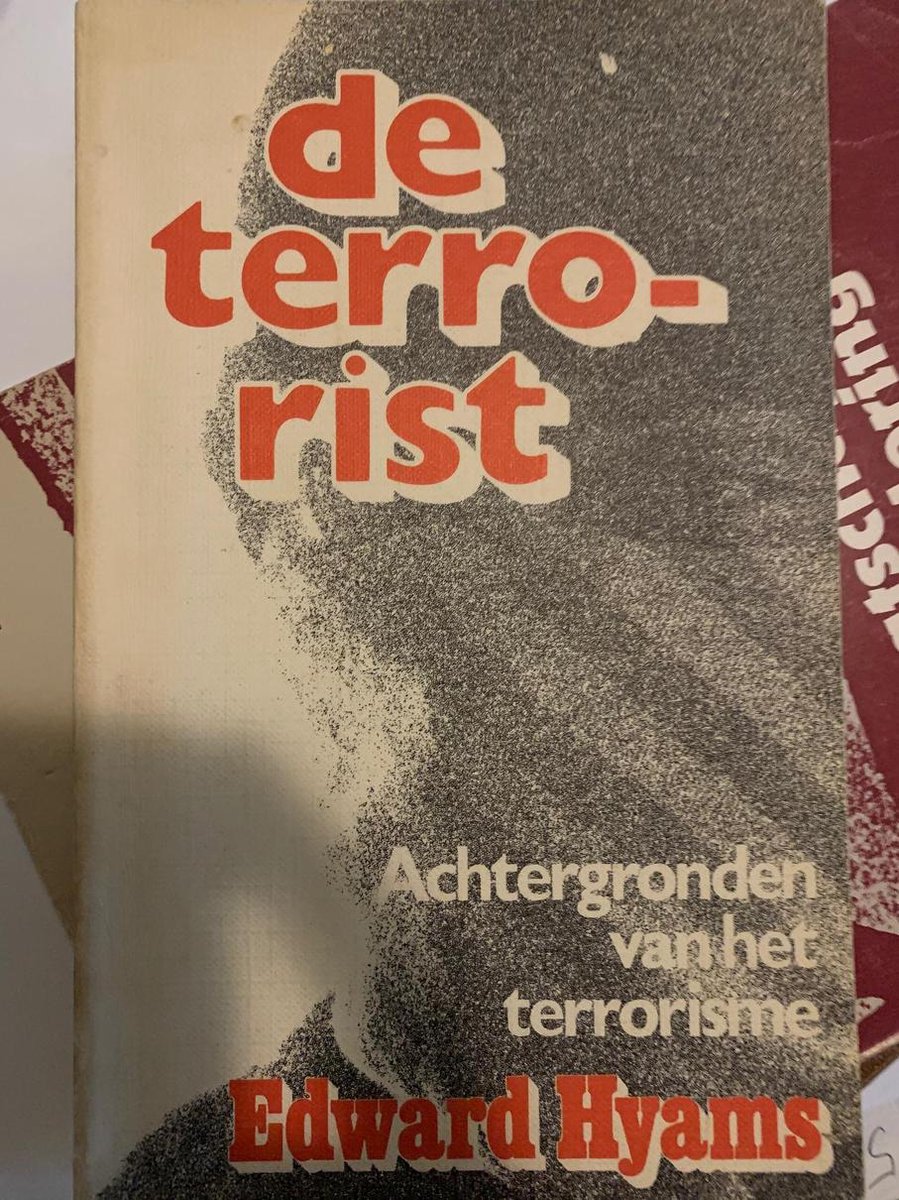 de
terro-
rist
Achtergronden
van het
terrorisme
Edward Hyams